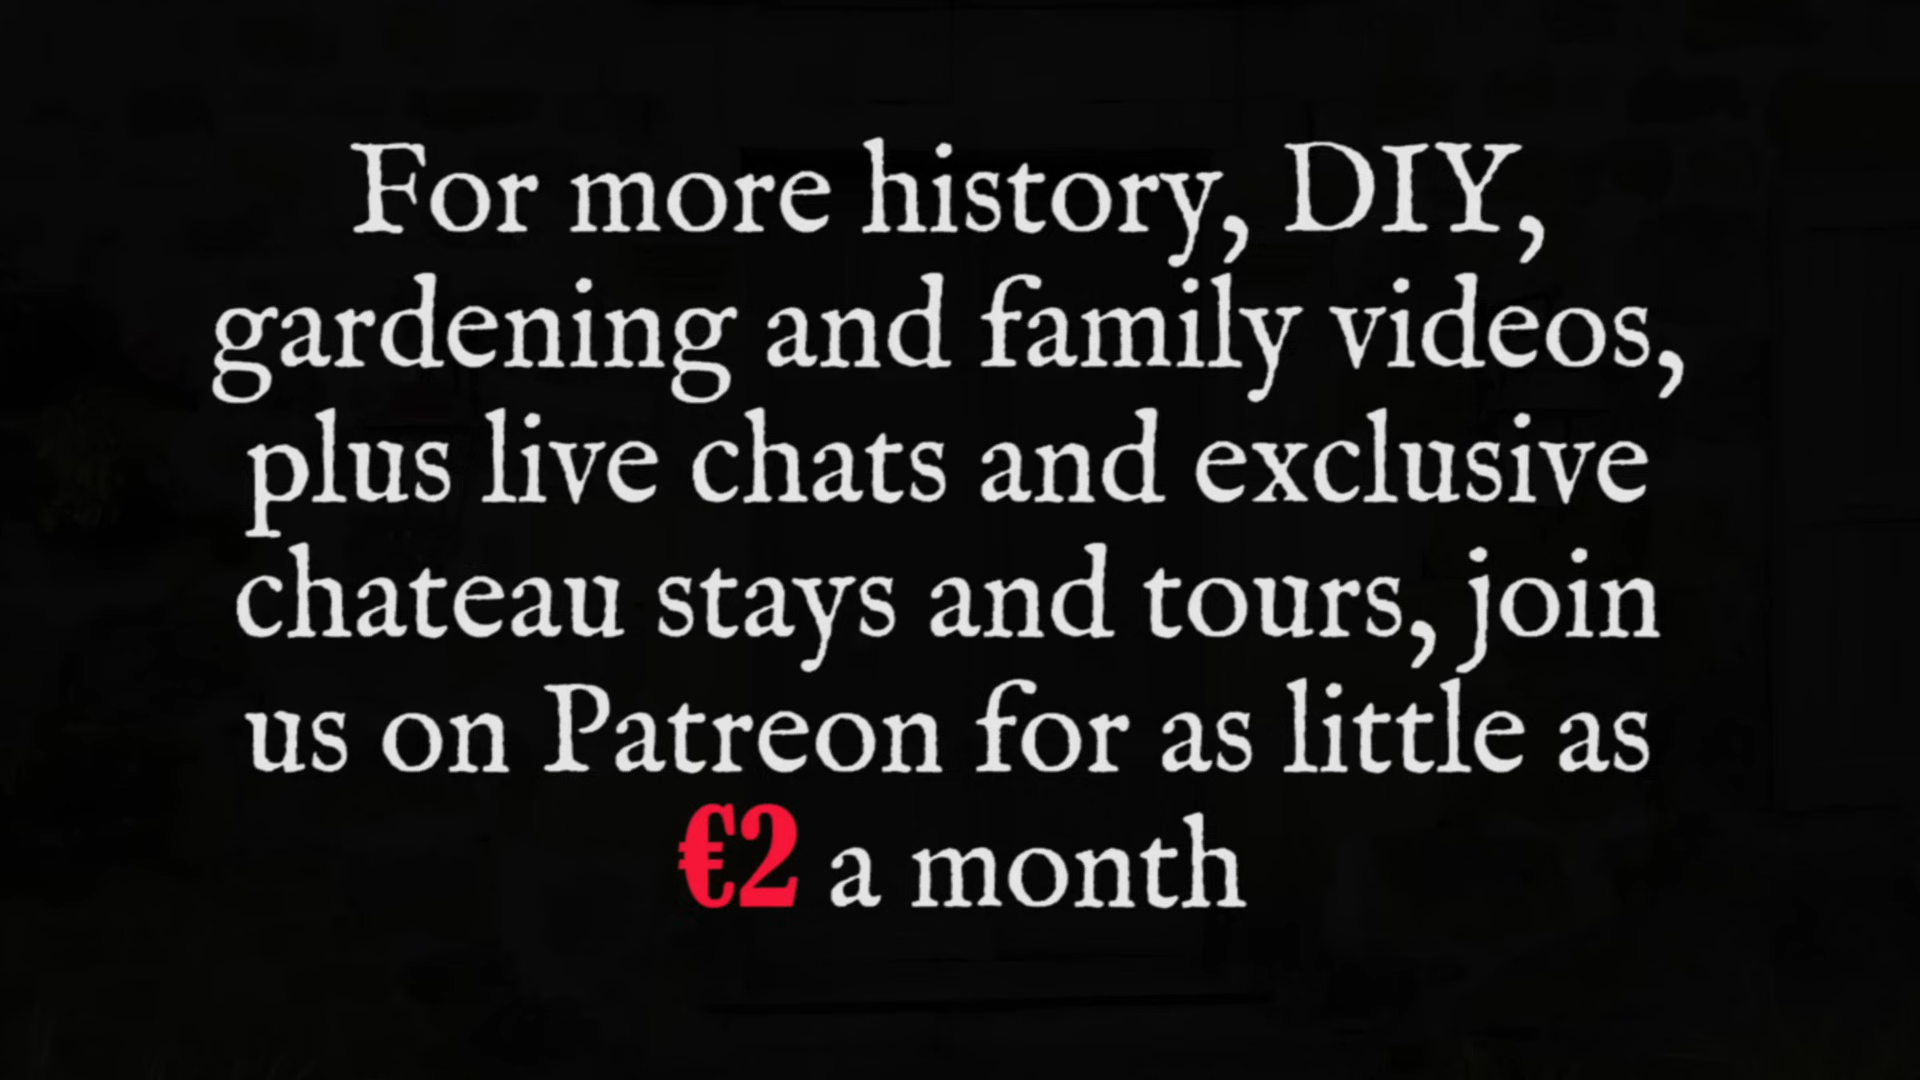 For more history, DIY,
gardening and family videos,
plus live chats and exclusive
chateau stays and tours, join
us on Patreon for as little as
€2 a month